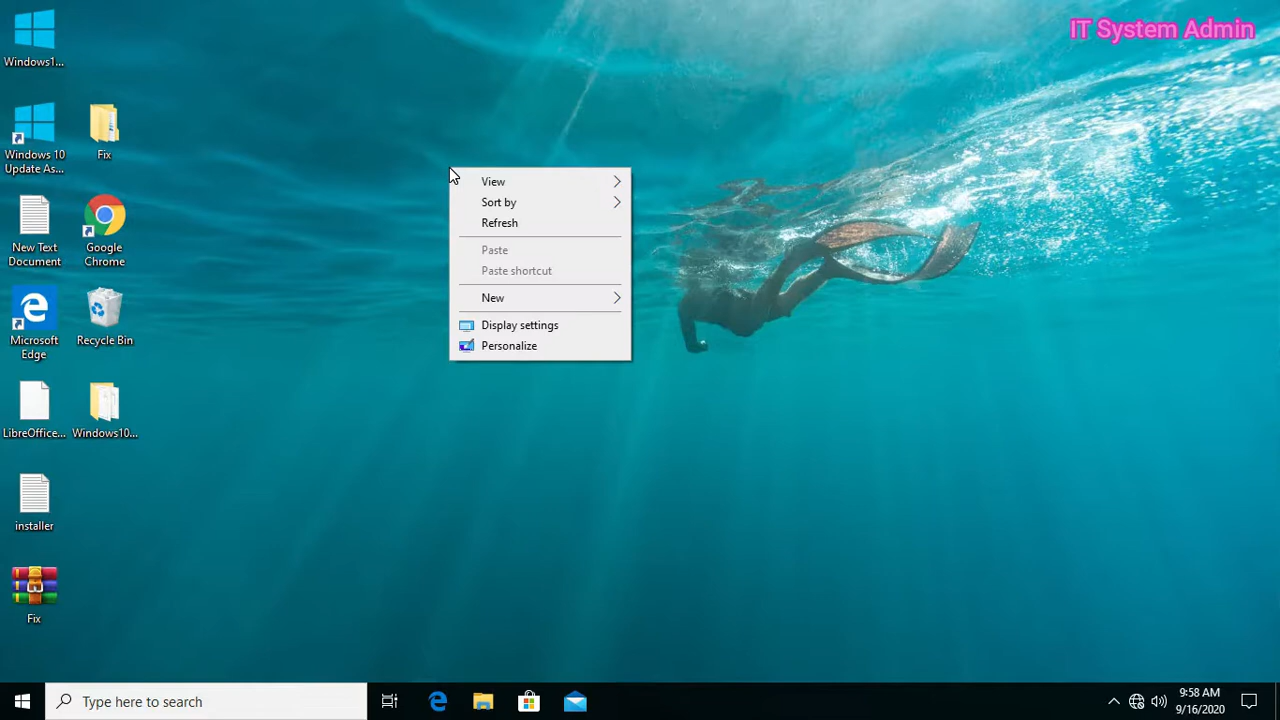 IT System Admin
Windows1...
Windows 10
Update As...
Fix
New Text
Document
Google
Chrome
Microsoft
Edge
Recycle Bin
LibreOffice...
Windows10...
installer
Fix
View
Sort by
Refresh
Paste
Paste shortcut
New
Display settings
Personalize
Type here to search
9:58 AM
9/16/2020